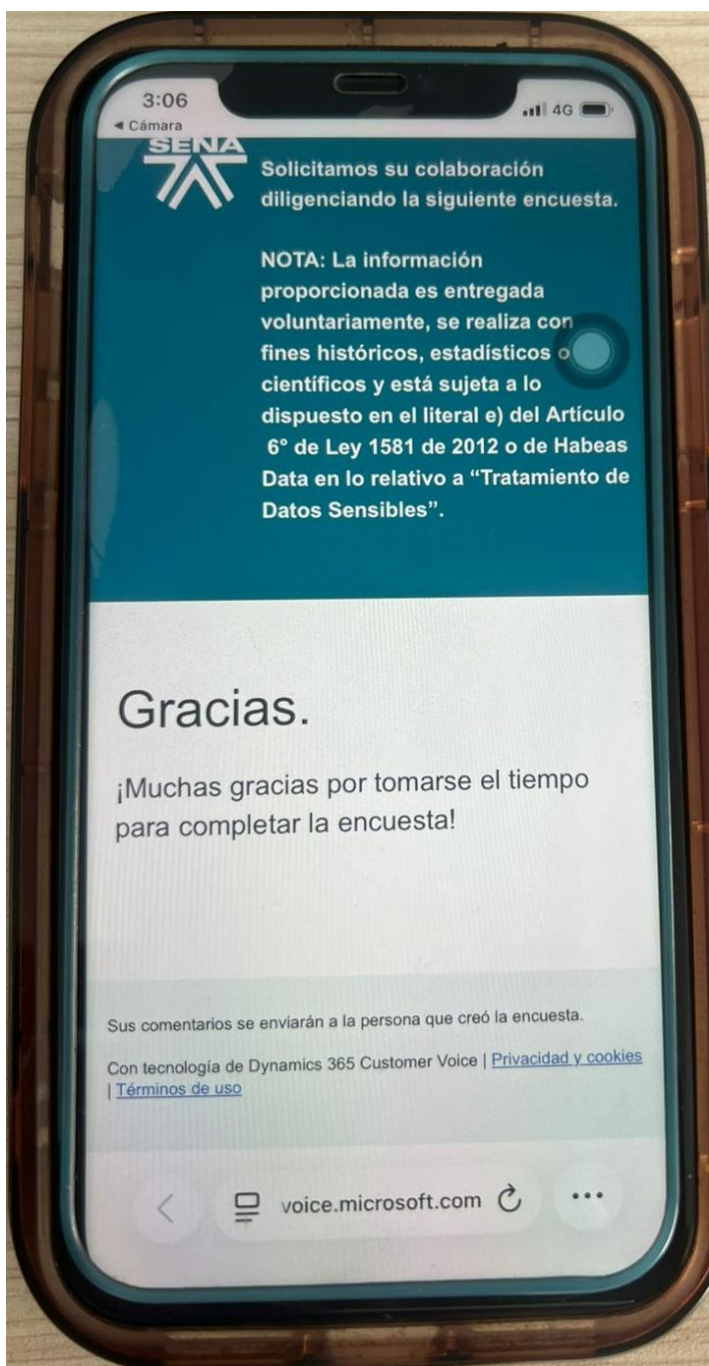 3:06
4G
◄ Cámara
SENA
Solicitamos su colaboración
diligenciando la siguiente encuesta.
NOTA: La información
proporcionada es entregada
voluntariamente, se realiza con
fines históricos, estadísticos o
científicos y está sujeta a lo
dispuesto en el literal e) del Artículo
6° de Ley 1581 de 2012 o de Habeas
Data en lo relativo a “Tratamiento de
Datos Sensibles”.
Gracias.
¡Muchas gracias por tomarse el tiempo
para completar la encuesta!
Sus comentarios se enviarán a la persona que creó la encuesta.
Con tecnología de Dynamics 365 Customer Voice | Privacidad y cookies
| Términos de uso
voice.microsoft.com